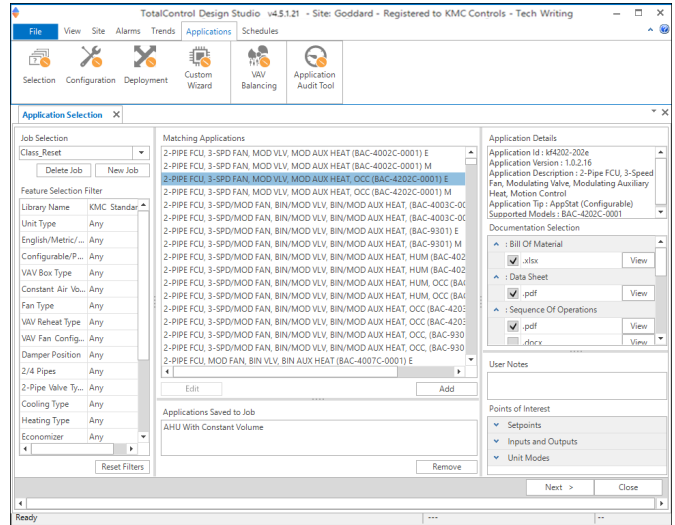 TotalControl Design Studio v4.5.1.21 - Site: Goddard - Registered to KMC Controls - Tech Writing
File View Site Alarms Trends Applications Schedules
Selection Configuration Deployment Custom Wizard VAV Balancing Application Audit Tool
Application Selection X
Job Selection
Class_Reset
Delete Job New Job
Feature Selection Filter
Library Name KMC Standar
Unit Type Any
English/Metric/... Any
Configurable/P... Any
VAV Box Type Any
Constant Air Vo... Any
Fan Type Any
VAV Reheat Type Any
VAV Fan Config... Any
Damper Position Any
2/4 Pipes Any
2-Pipe Valve Ty... Any
Cooling Type Any
Heating Type Any
Economizer Any
Reset Filters
Matching Applications
2-PIPE FCU, 3-SPD FAN, MOD VLV, MOD AUX HEAT (BAC-4002C-0001) E
2-PIPE FCU, 3-SPD FAN, MOD VLV, MOD AUX HEAT (BAC-4002C-0001) M
2-PIPE FCU, 3-SPD FAN, MOD VLV, MOD AUX HEAT, OCC (BAC-4202C-0001) E
2-PIPE FCU, 3-SPD FAN, MOD VLV, MOD AUX HEAT, OCC (BAC-4202C-0001) M
2-PIPE FCU, 3-SPD/MOD FAN, BIN/MOD VLV, BIN/MOD AUX HEAT, (BAC-4003C-00
2-PIPE FCU, 3-SPD/MOD FAN, BIN/MOD VLV, BIN/MOD AUX HEAT, (BAC-4003C-00
2-PIPE FCU, 3-SPD/MOD FAN, BIN/MOD VLV, BIN/MOD AUX HEAT, (BAC-9301) E
2-PIPE FCU, 3-SPD/MOD FAN, BIN/MOD VLV, BIN/MOD AUX HEAT, (BAC-9301) M
2-PIPE FCU, 3-SPD/MOD FAN, BIN/MOD VLV, BIN/MOD AUX HEAT, HUM (BAC-402
2-PIPE FCU, 3-SPD/MOD FAN, BIN/MOD VLV, BIN/MOD AUX HEAT, HUM (BAC-402
2-PIPE FCU, 3-SPD/MOD FAN, BIN/MOD VLV, BIN/MOD AUX HEAT, HUM, OCC (BAC
2-PIPE FCU, 3-SPD/MOD FAN, BIN/MOD VLV, BIN/MOD AUX HEAT, HUM, OCC (BAC
2-PIPE FCU, 3-SPD/MOD FAN, BIN/MOD VLV, BIN/MOD AUX HEAT, OCC (BAC-4203
2-PIPE FCU, 3-SPD/MOD FAN, BIN/MOD VLV, BIN/MOD AUX HEAT, OCC (BAC-4203
2-PIPE FCU, 3-SPD/MOD FAN, BIN/MOD VLV, BIN/MOD AUX HEAT, OCC, (BAC-930
2-PIPE FCU, 3-SPD/MOD FAN, BIN/MOD VLV, BIN/MOD AUX HEAT, OCC, (BAC-930
2-PIPE FCU, MOD FAN, BIN VLV, BIN AUX HEAT (BAC-4007C-0001) E
Edit Add
Applications Saved to Job
AHU With Constant Volume
Remove
Application Details
Application Id : kf4202-202e
Application Version : 1.0.2.16
Application Description : 2-Pipe FCU, 3-Speed
Fan, Modulating Valve, Modulating Auxiliary
Heat, Motion Control
Application Tip : AppStat (Configurable)
Supported Models : BAC-4202C-0001
Documentation Selection
: Bill Of Material
.xlsx View
: Data Sheet
.pdf View
: Sequence Of Operations
.pdf View
.docx View
User Notes
Points of Interest
Setpoints
Inputs and Outputs
Unit Modes
Next > Close
Ready --- --